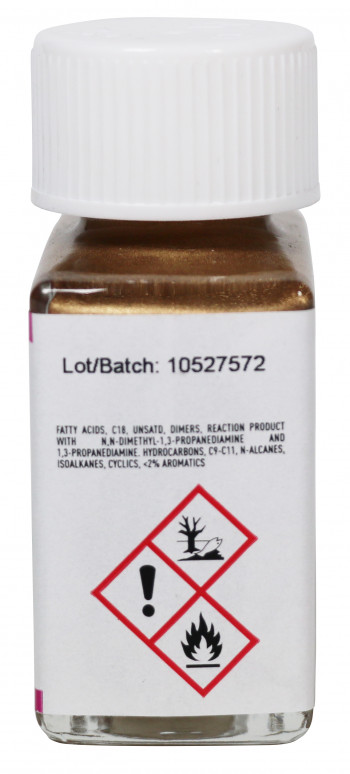 Lot/Batch: 10527572
FATTY ACIDS, C18, UNSATD, DIMERS, REACTION PRODUCT
WITH N,N-DIMETHYL-1,3-PROPANEDIAMINE AND
1,3-PROPANEDIAMINE. HYDROCARBONS, C9-C11, N-ALCANES,
ISOALKANES, CYCLICS, <2% AROMATICS